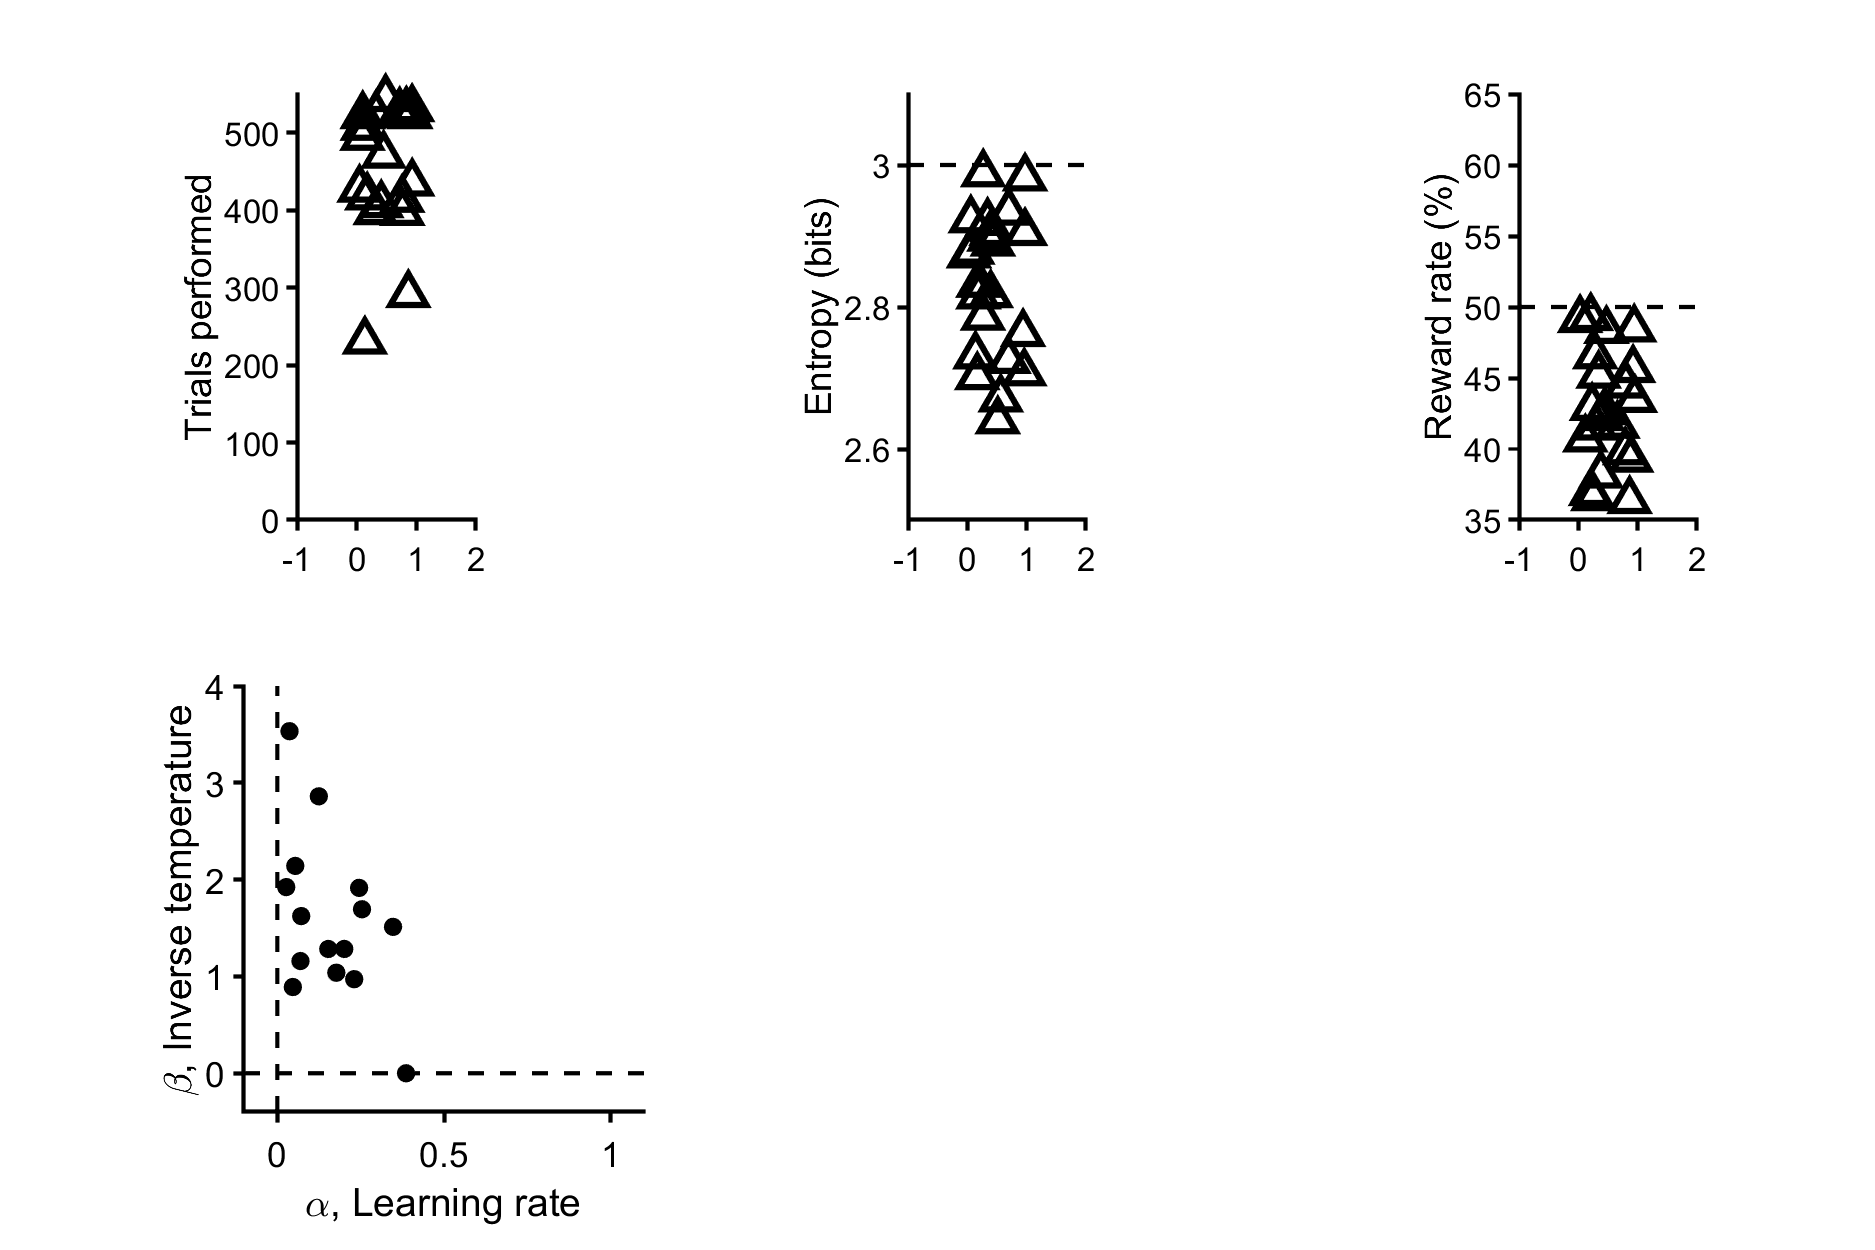 Trials performed
500
400
300
200
100
0
-1 0 1 2
Entropy (bits)
3
2.8
2.6
-1 0 1 2
Reward rate (%)
65
60
55
50
45
40
35
-1 0 1 2
β, Inverse temperature
4
3
2
1
0
0 0.5 1
α, Learning rate